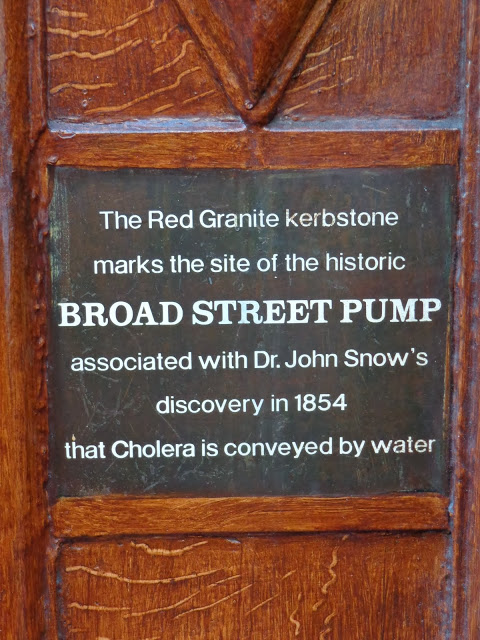 The Red Granite kerbstone
marks the site of the historic
BROAD STREET PUMP
associated with Dr. John Snow's
discovery in 1854
that Cholera is conveyed by water